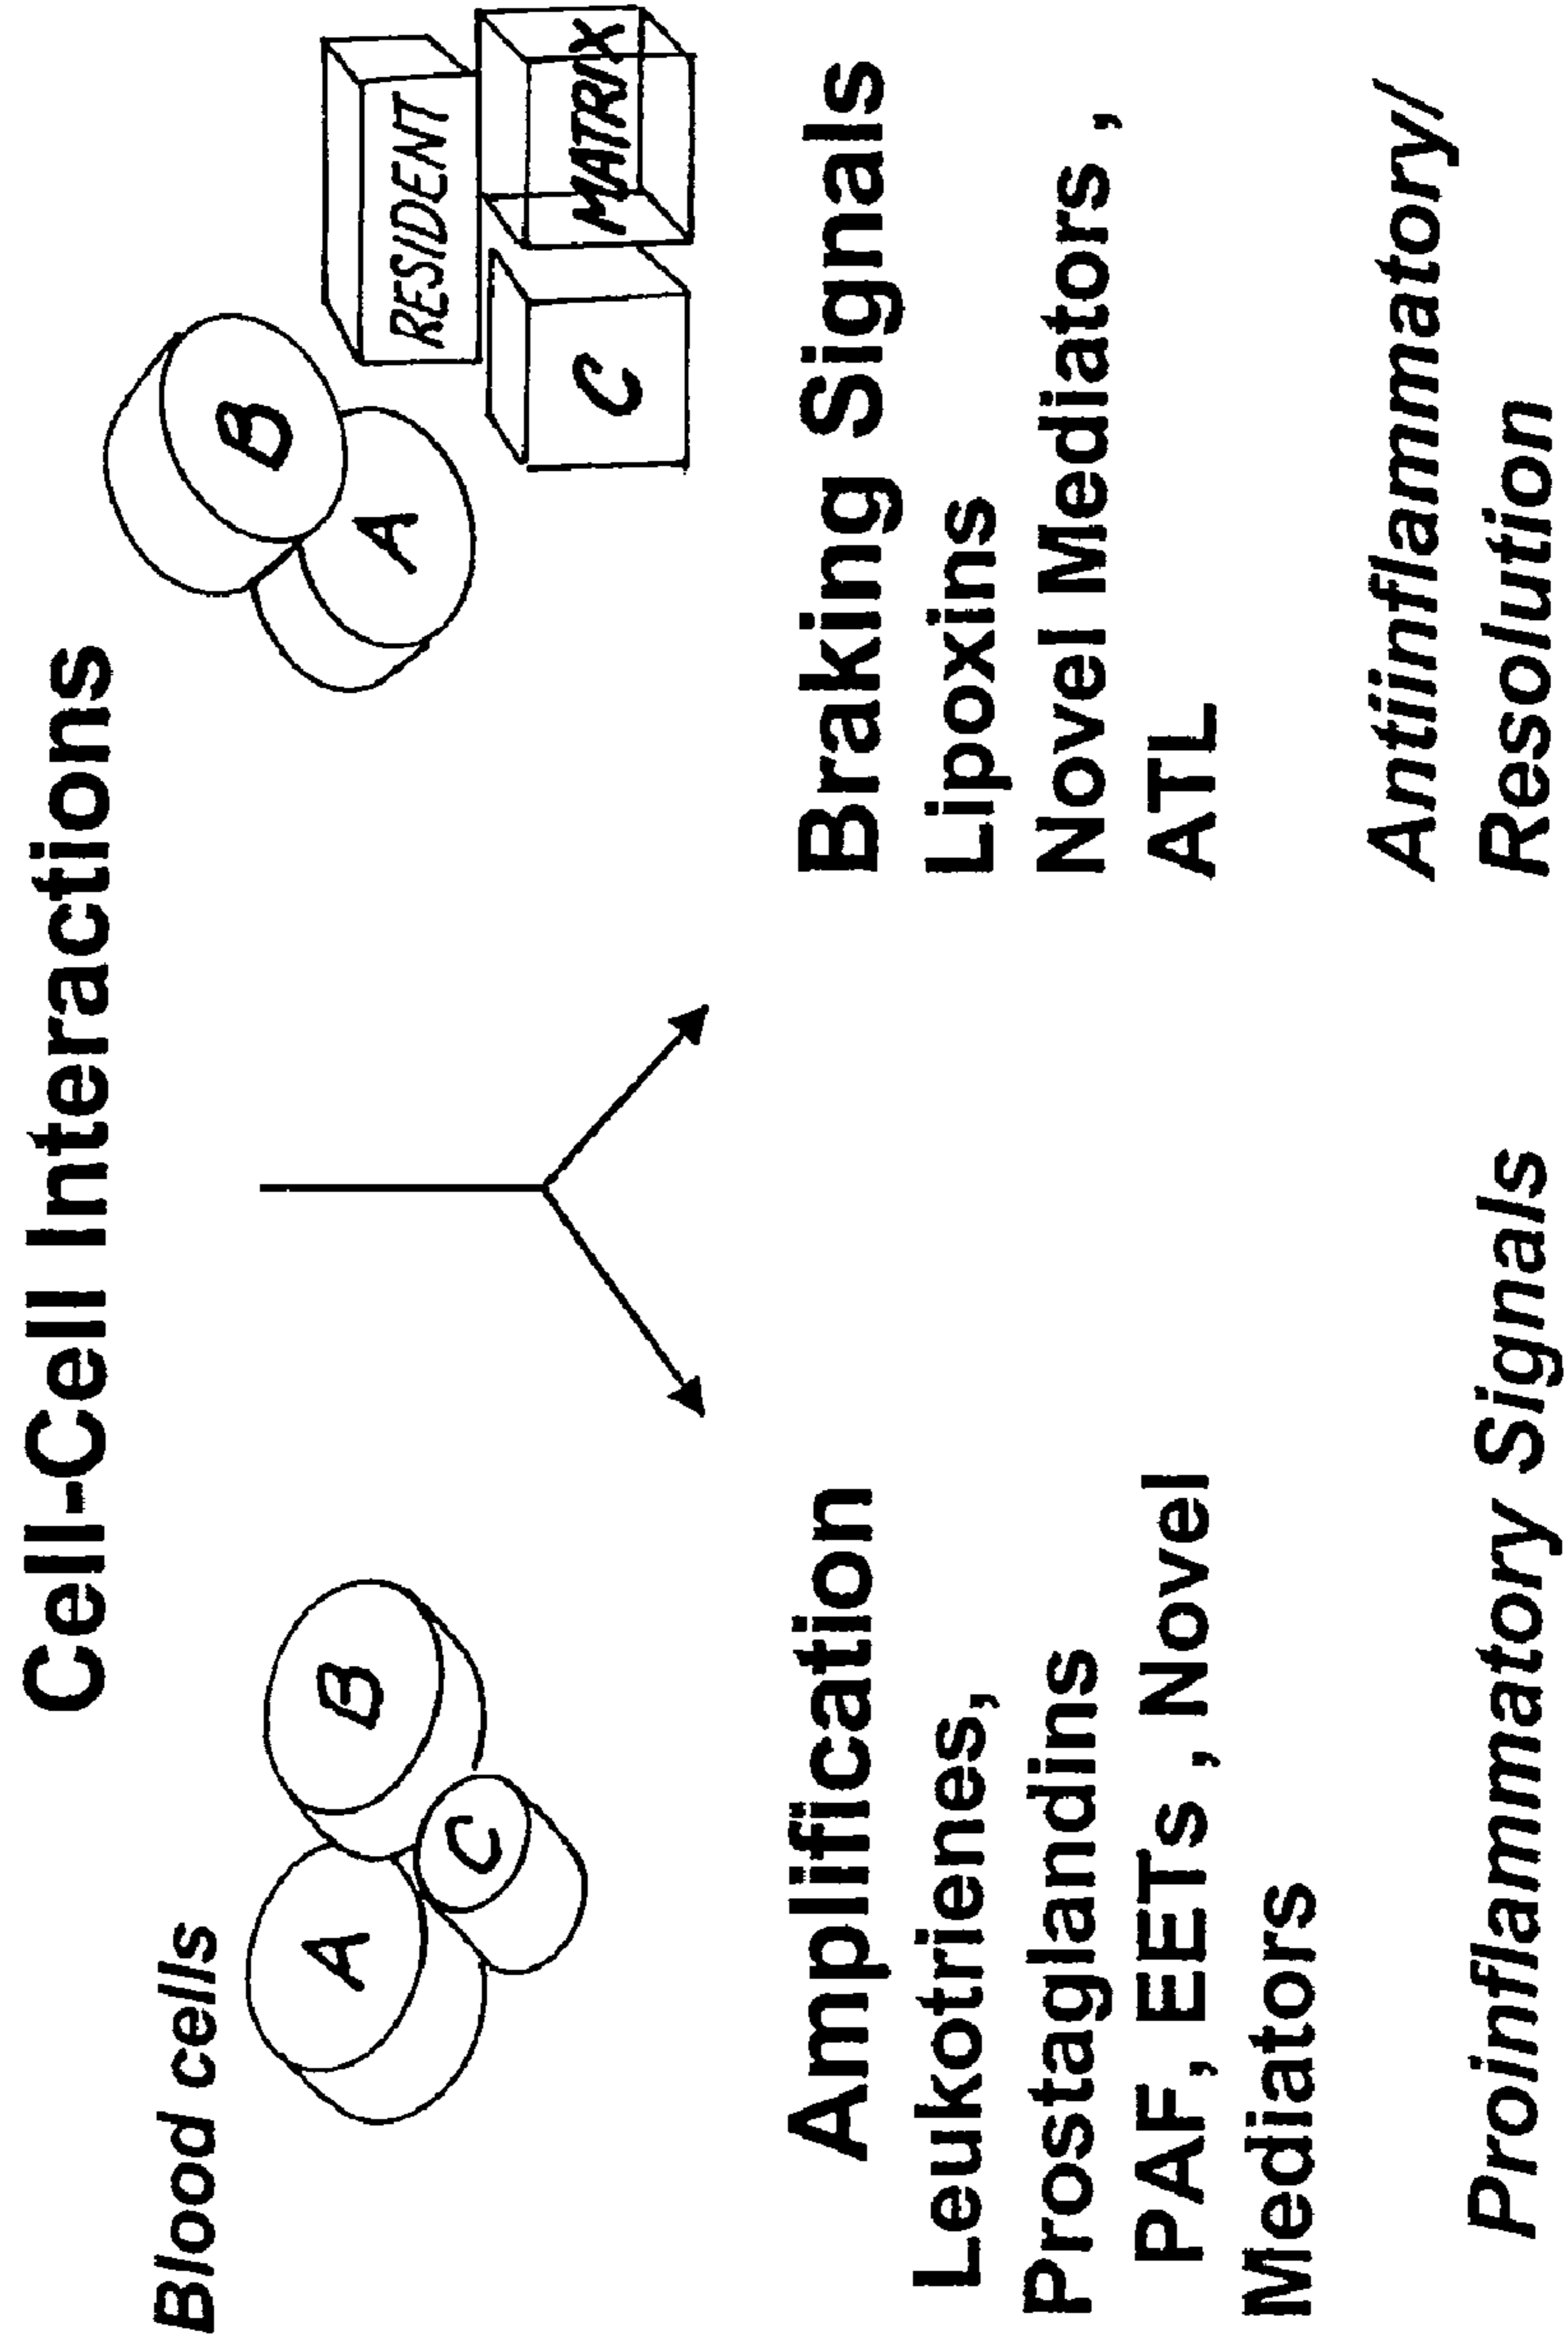 Cell-Cell Interactions
Blood cells
A
B
C
B
A
RESIDENT
C
MATRIX
Amplification
Leukotrienes,
Prostaglandins
PAF, EETs , Novel
Mediators
Proinflammatory Signals
Braking Signals
Lipoxins
Novel Mediators ,
ATL
Antiinflammatory/
Resolution